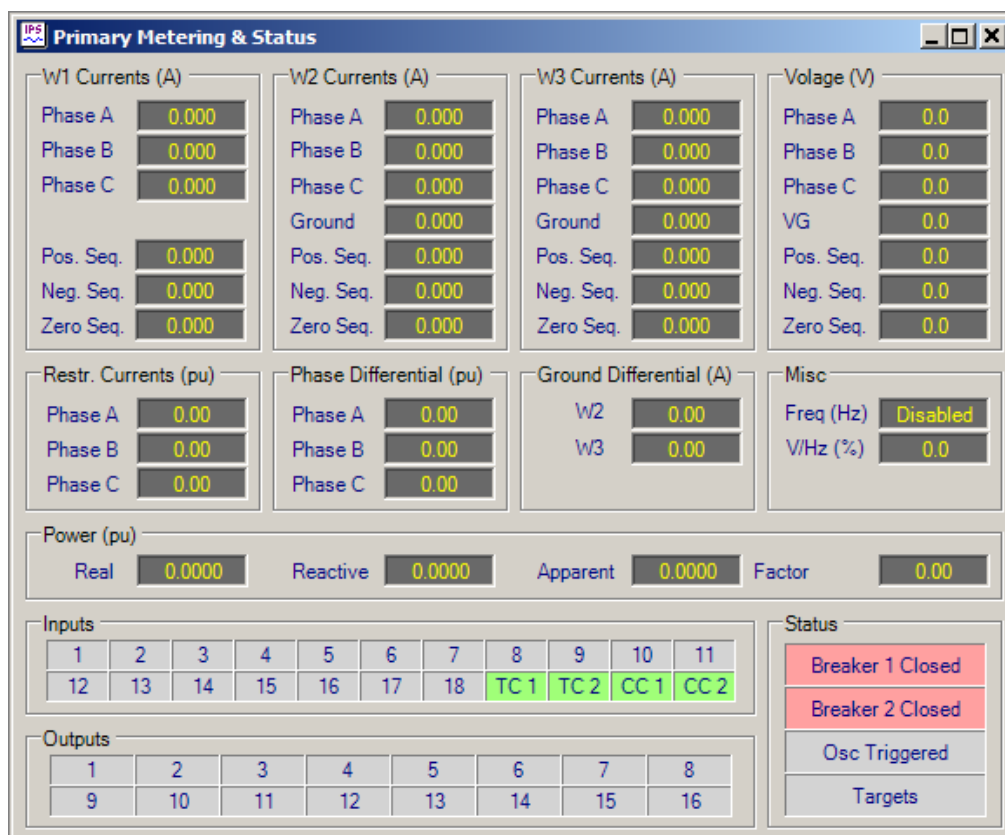 IPS Primary Metering & Status
W1 Currents (A)
Phase A 0.000
Phase B 0.000
Phase C 0.000
Pos. Seq. 0.000
Neg. Seq. 0.000
Zero Seq. 0.000
W2 Currents (A)
Phase A 0.000
Phase B 0.000
Phase C 0.000
Ground 0.000
Pos. Seq. 0.000
Neg. Seq. 0.000
Zero Seq. 0.000
W3 Currents (A)
Phase A 0.000
Phase B 0.000
Phase C 0.000
Ground 0.000
Pos. Seq. 0.000
Neg. Seq. 0.000
Zero Seq. 0.000
Volage (V)
Phase A 0.0
Phase B 0.0
Phase C 0.0
VG 0.0
Pos. Seq. 0.0
Neg. Seq. 0.0
Zero Seq. 0.0
Restr. Currents (pu)
Phase A 0.00
Phase B 0.00
Phase C 0.00
Phase Differential (pu)
Phase A 0.00
Phase B 0.00
Phase C 0.00
Ground Differential (A)
W2 0.00
W3 0.00
Misc
Freq (Hz) Disabled
V/Hz (%) 0.0
Power (pu)
Real 0.0000 Reactive 0.0000 Apparent 0.0000 Factor 0.00
Inputs
1 2 3 4 5 6 7 8 9 10 11
12 13 14 15 16 17 18 TC 1 TC 2 CC 1 CC 2
Outputs
1 2 3 4 5 6 7 8
9 10 11 12 13 14 15 16
Status
Breaker 1 Closed
Breaker 2 Closed
Osc Triggered
Targets